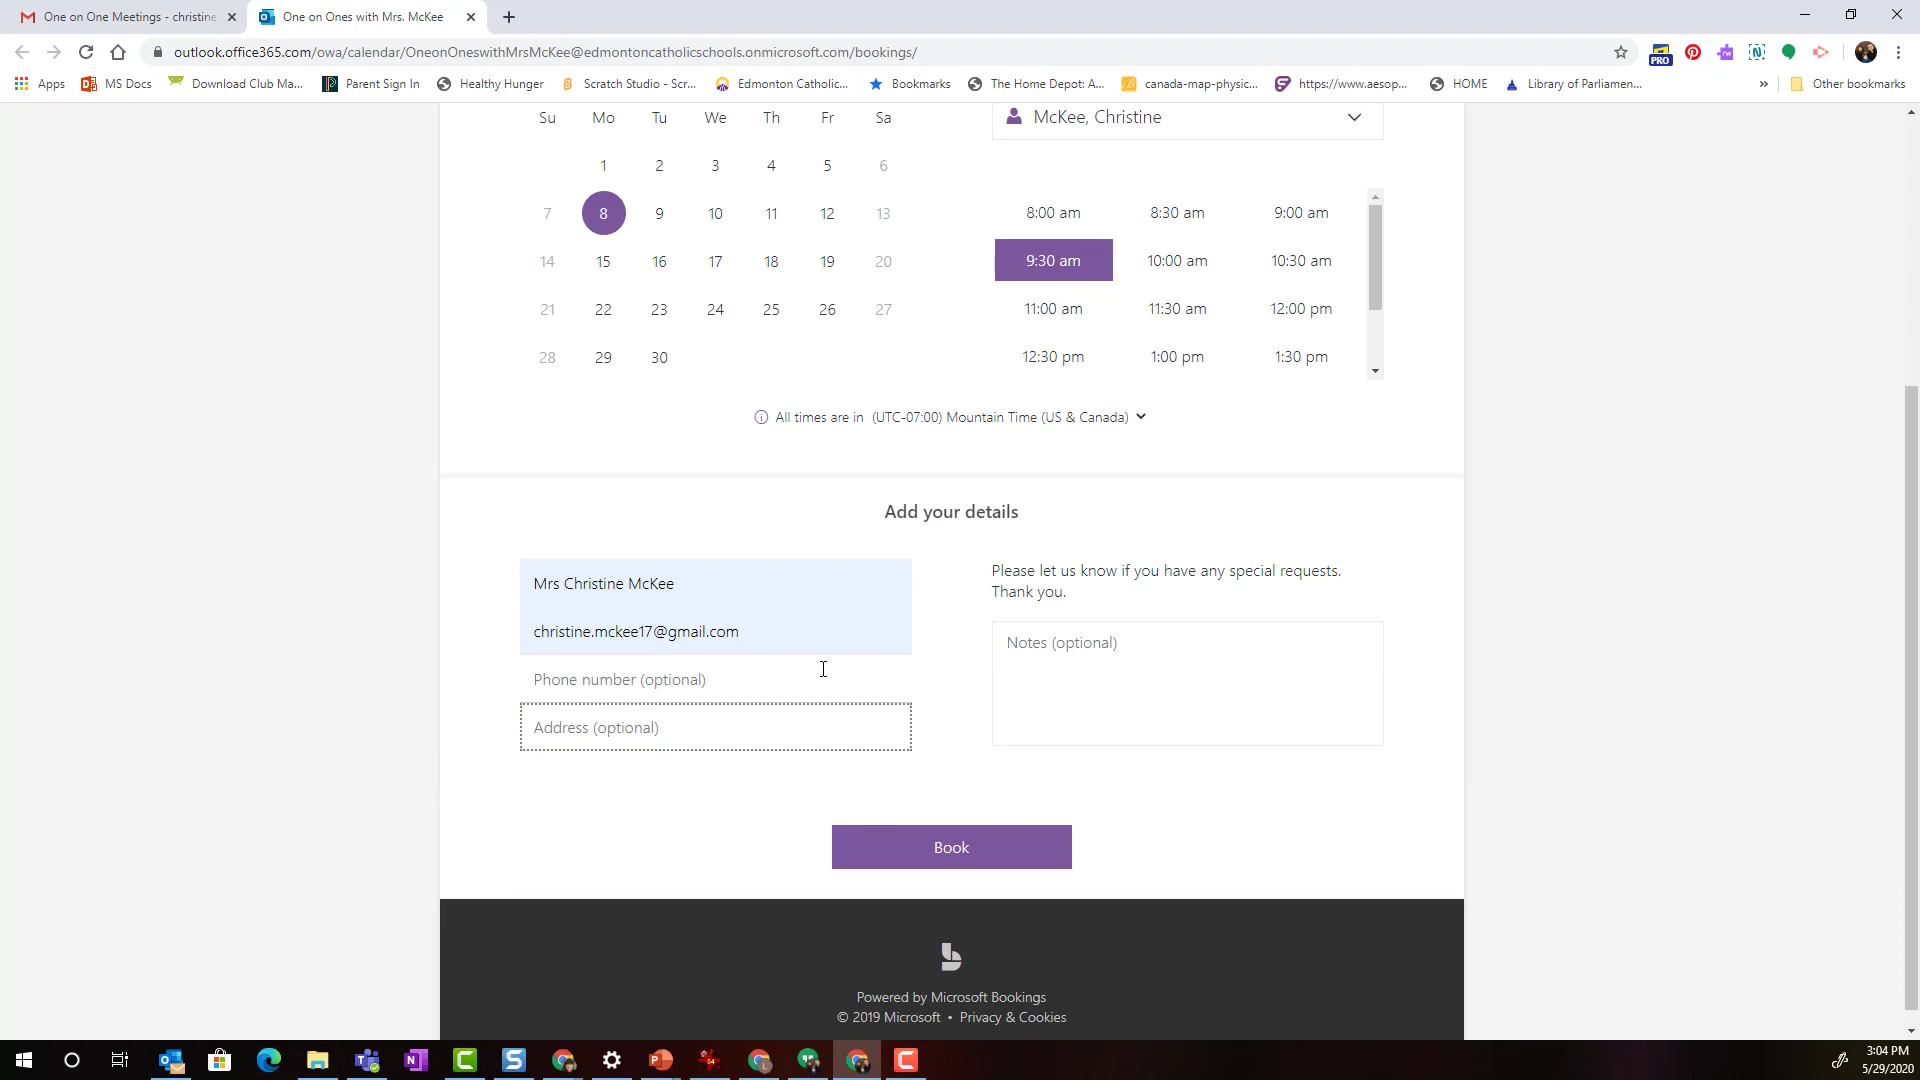 One on One Meetings - christine
One on Ones with Mrs. McKee
outlook.office365.com/owa/calendar/OneonOneswithMrsMcKee@edmontoncatholicschools.onmicrosoft.com/bookings/
PRO
Apps
MS Docs
Download Club Ma...
Parent Sign In
Healthy Hunger
Scratch Studio - Scr...
Edmonton Catholic...
Bookmarks
The Home Depot: A...
canada-map-physic...
https://www.aesop...
HOME
Library of Parliamen...
»
Other bookmarks
Su Mo Tu We Th Fr Sa
1 2 3 4 5 6
7 8 9 10 11 12 13
14 15 16 17 18 19 20
21 22 23 24 25 26 27
28 29 30
McKee, Christine
8:00 am 8:30 am 9:00 am
9:30 am 10:00 am 10:30 am
11:00 am 11:30 am 12:00 pm
12:30 pm 1:00 pm 1:30 pm
All times are in (UTC-07:00) Mountain Time (US & Canada)
Add your details
Mrs Christine McKee
christine.mckee17@gmail.com
Phone number (optional)
Address (optional)
Please let us know if you have any special requests.
Thank you.
Notes (optional)
Book
Powered by Microsoft Bookings
© 2019 Microsoft • Privacy & Cookies
3:04 PM
5/29/2020